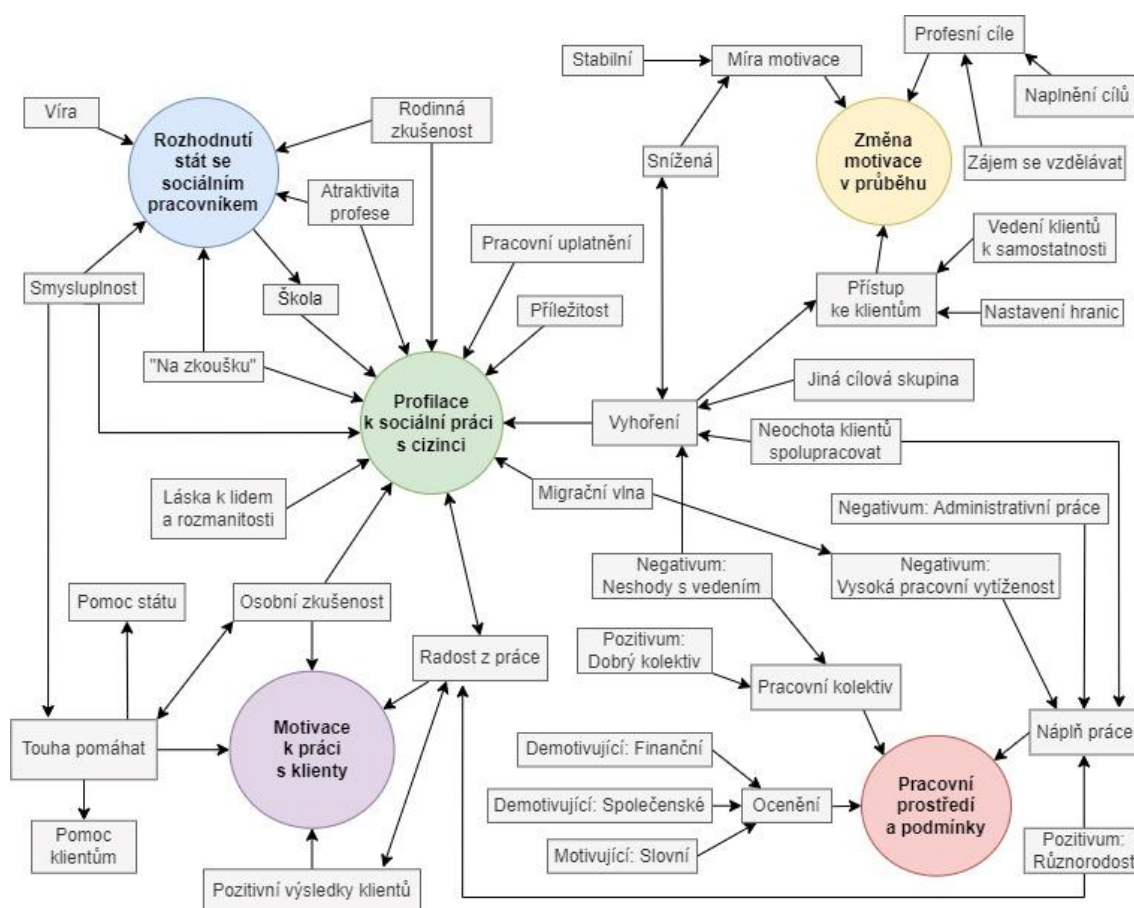 Stabilní
Míra motivace
Profesní cíle
Naplnění cílů
Víra
Rozhodnutí
stát se
sociálním
pracovníkem
Rodinná
zkušenost
Snížená
Změna
motivace
v průběhu
Zájem se vzdělávat
Atraktivita
profese
Pracovní uplatnění
Vedení klientů
k samostatnosti
Smysluplnost
Škola
Příležitost
Přístup
ke klientům
Nastavení hranic
"Na zkoušku"
Jiná cílová skupina
Profilace
k sociální práci
s cizinci
Vyhoření
Neochota klientů
spolupracovat
Láska k lidem
a rozmanitosti
Migrační vlna
Negativum: Administrativní práce
Negativum:
Neshody s vedením
Negativum:
Vysoká pracovní vytíženost
Pomoc státu
Osobní zkušenost
Radost z práce
Pozitivum:
Dobrý kolektiv
Pracovní kolektiv
Touha pomáhat
Motivace
k práci
s klienty
Náplň práce
Demotivující: Finanční
Demotivující: Společenské
Ocenění
Pracovní
prostředí
a podmínky
Motivující: Slovní
Pomoc
klientům
Pozitivní výsledky klientů
Pozitivum:
Různorodost